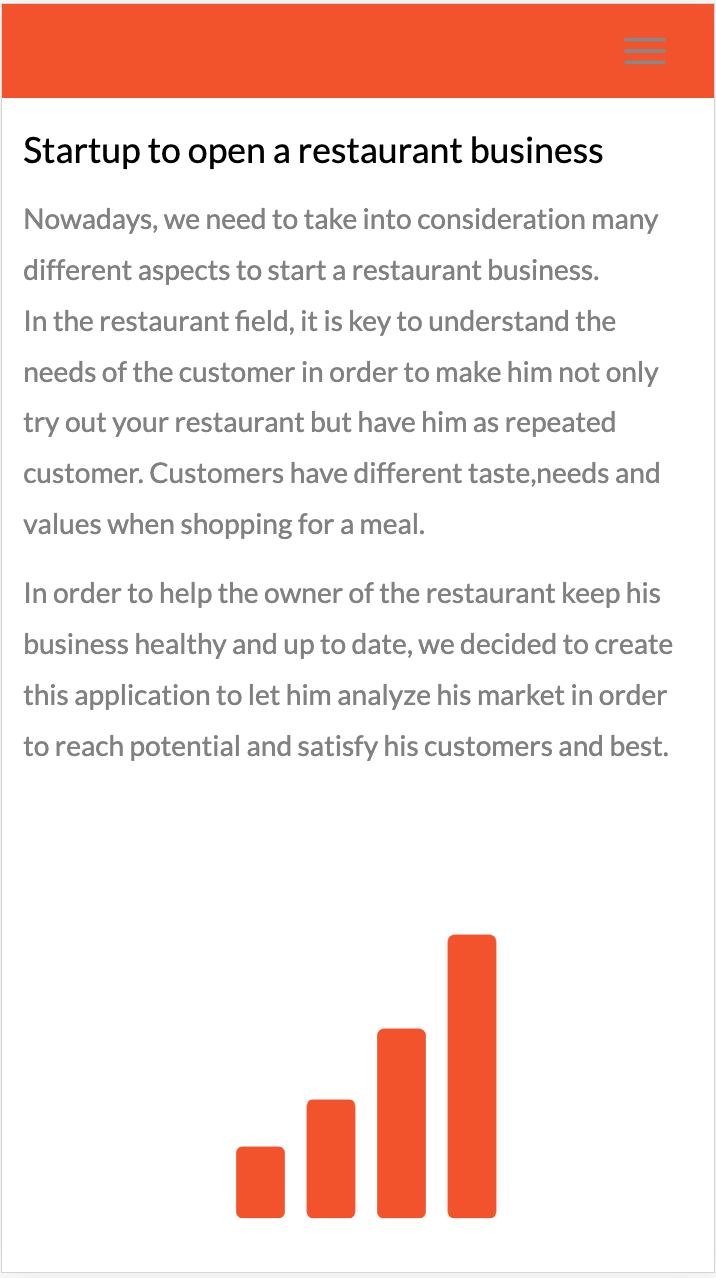 Startup to open a restaurant business
Nowadays, we need to take into consideration many
different aspects to start a restaurant business.
In the restaurant field, it is key to understand the
needs of the customer in order to make him not only
try out your restaurant but have him as repeated
customer. Customers have different taste,needs and
values when shopping for a meal.
In order to help the owner of the restaurant keep his
business healthy and up to date, we decided to create
this application to let him analyze his market in order
to reach potential and satisfy his customers and best.